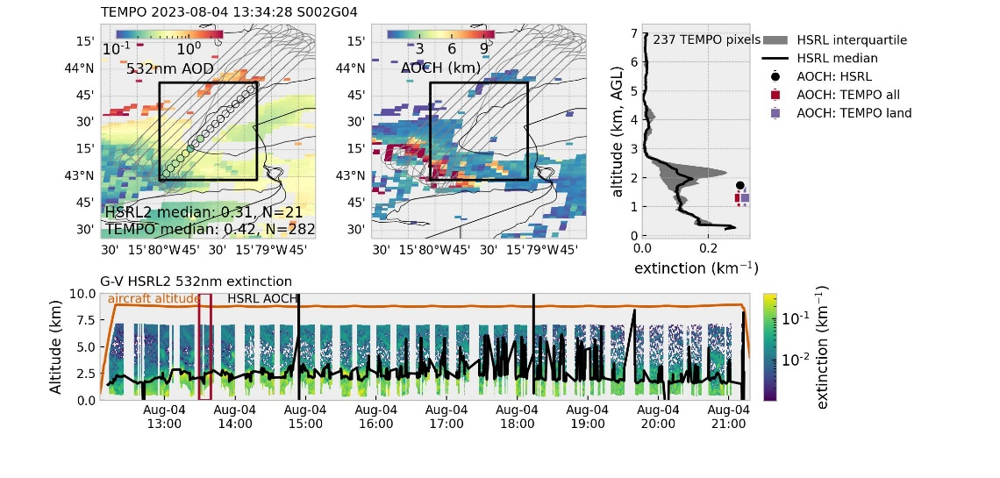 TEMPO 2023-08-04 13:34:28 S002G04
10⁻¹ 10⁰
532nm AOD
15'
44°N
45'
30'
15'
43°N
45'
30'
HSRL2 median: 0.31, N=21
TEMPO median: 0.42, N=282
30' 15'80°W45' 30' 15'79°W45'
3 6 9
AOCH (km)
15'
44°N
45'
30'
15'
43°N
45'
30'
30' 15'80°W45' 30' 15'79°W45'
237 TEMPO pixels
altitude (km, AGL)
7
6
5
4
3
2
1
0
0.0 0.2
extinction (km⁻¹)
HSRL interquartile
HSRL median
AOCH: HSRL
AOCH: TEMPO all
AOCH: TEMPO land
G-V HSRL2 532nm extinction
aircraft altitude HSRL AOCH
Altitude (km)
10.0
7.5
5.0
2.5
0.0
Aug-04 Aug-04 Aug-04 Aug-04 Aug-04 Aug-04 Aug-04 Aug-04 Aug-04
13:00 14:00 15:00 16:00 17:00 18:00 19:00 20:00 21:00
10⁻¹
10⁻²
extinction (km⁻¹)